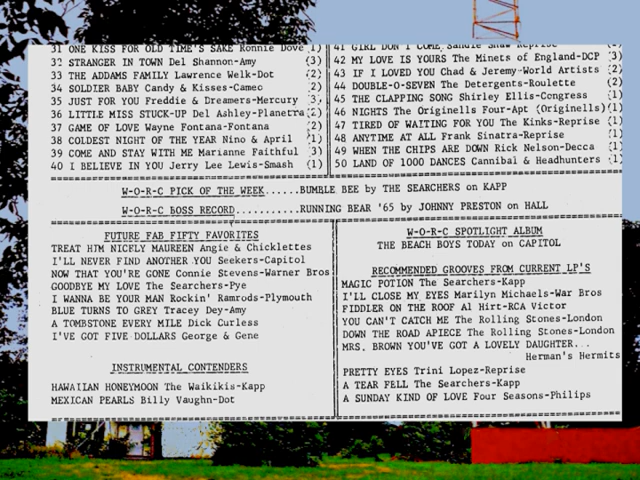 31 ONE KISS FOR OLD TIME'S SAKE Ronnie Dove (1)
32 STRANGER IN TOWN Del Shannon-Amy (3)
33 THE ADDAMS FAMILY Lawrence Welk-Dot (2)
34 SOLDIER BABY Candy & Kisses-Cameo (2)
35 JUST FOR YOU Freddie & Dreamers-Mercury (3)
36 LITTLE MISS STUCK-UP Del Ashley-Planetra(2)
37 GAME OF LOVE Wayne Fontana-Fontana (2)
38 COLDEST NIGHT OF THE YEAR Nino & April (1)
39 COME AND STAY WITH ME Marianne Faithful (3)
40 I BELIEVE IN YOU Jerry Lee Lewis-Smash (1)
41 GIRL DON'T COME Sandie Shaw Reprise
42 MY LOVE IS YOURS The Minets of England-DCP (3)
43 IF I LOVED YOU Chad & Jeremy-World Artists (2)
44 DOUBLE-O-SEVEN The Detergents-Roulette (2)
45 THE CLAPPING SONG Shirley Ellis-Congress (1)
46 NIGHTS The Originells Four-Apt (Originells)(1)
47 TIRED OF WAITING FOR YOU The Kinks-Reprise (1)
48 ANYTIME AT ALL Frank Sinatra-Reprise (1)
49 WHEN THE CHIPS ARE DOWN Rick Nelson-Decca (1)
50 LAND OF 1000 DANCES Cannibal & Headhunters (1)
W-O-R-C PICK OF THE WEEK......BUMBLE BEE by THE SEARCHERS on KAPP
W-O-R-C BOSS RECORD...........RUNNING BEAR '65 by JOHNNY PRESTON on HALL
FUTURE FAB FIFTY FAVORITES
TREAT HIM NICELY MAUREEN Angie & Chicklettes
I'LL NEVER FIND ANOTHER YOU Seekers-Capitol
NOW THAT YOU'RE GONE Connie Stevens-Warner Bros
GOODBYE MY LOVE The Searchers-Pye
I WANNA BE YOUR MAN Rockin' Ramrods-Plymouth
BLUE TURNS TO GREY Tracey Dey-Amy
A TOMBSTONE EVERY MILE Dick Curless
I'VE GOT FIVE DOLLARS George & Gene
INSTRUMENTAL CONTENDERS
HAWAIIAN HONEYMOON The Waikikis-Kapp
MEXICAN PEARLS Billy Vaughn-Dot
W-O-R-C SPOTLIGHT ALBUM
THE BEACH BOYS TODAY on CAPITOL
RECOMMENDED GROOVES FROM CURRENT LP'S
MAGIC POTION The Searchers-Kapp
I'LL CLOSE MY EYES Marilyn Michaels-War Bros
FIDDLER ON THE ROOF Al Hirt-RCA Victor
YOU CAN'T CATCH ME The Rolling Stones-London
DOWN THE ROAD APIECE The Rolling Stones-London
MRS. BROWN YOU'VE GOT A LOVELY DAUGHTER...
Herman's Hermits
PRETTY EYES Trini Lopez-Reprise
A TEAR FELL The Searchers-Kapp
A SUNDAY KIND OF LOVE Four Seasons-Philips